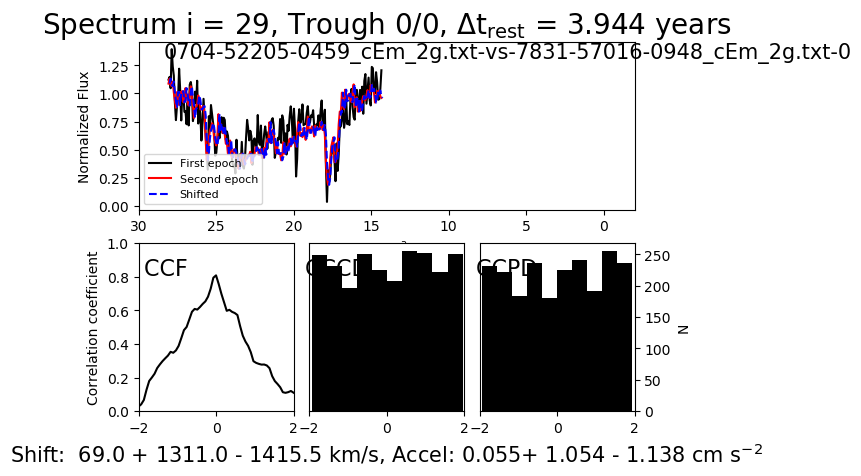 Spectrum i = 29, Trough 0/0, Δt_rest = 3.944 years
0704-52205-0459_cEm_2g.txt-vs-7831-57016-0948_cEm_2g.txt-0
Normalized Flux
1.25
1.00
0.75
0.50
0.25
0.00
First epoch
Second epoch
Shifted
30 25 20 15 10 5 0
Correlation coefficient
1.0
0.8
0.6
0.4
0.2
0.0
CCF
CCPD
250
200
150
100
50
0
N
−2 0 2 −2 0 2 −2 0 2
Shift:  69.0 + 1311.0 - 1415.5 km/s, Accel: 0.055+ 1.054 - 1.138 cm s⁻²